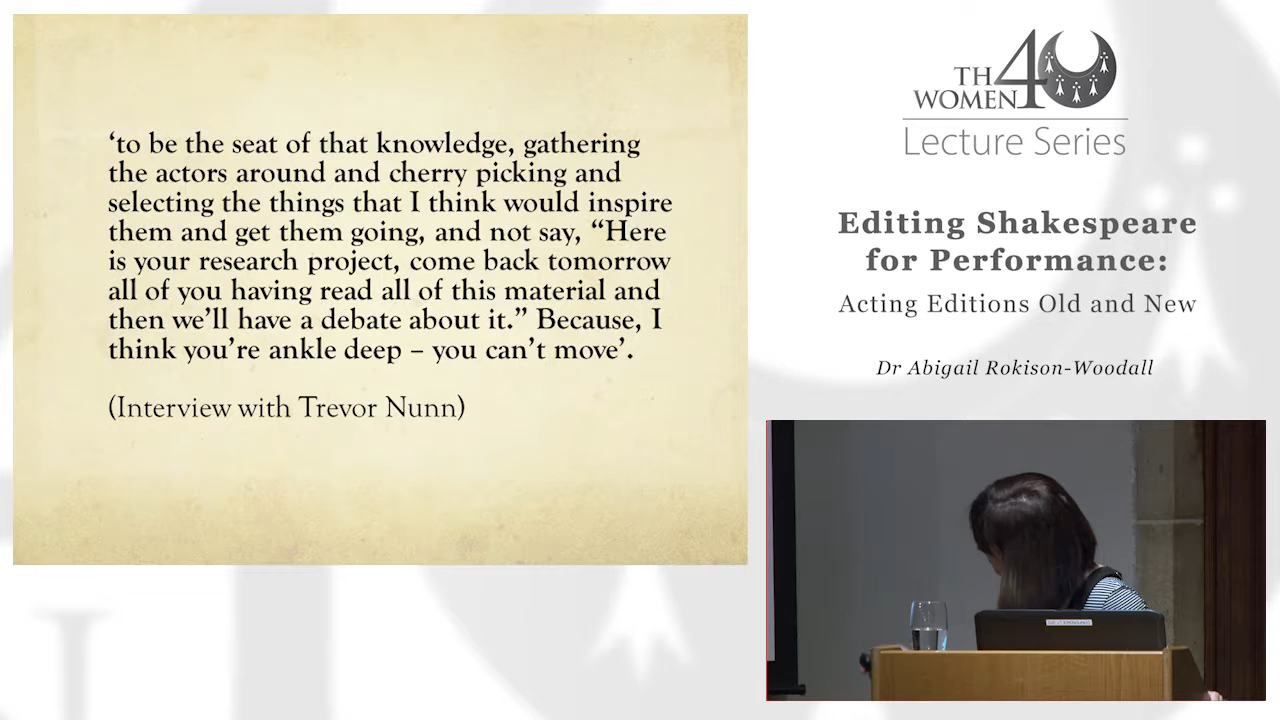 ‘to be the seat of that knowledge, gathering
the actors around and cherry picking and
selecting the things that I think would inspire
them and get them going, and not say, “Here
is your research project, come back tomorrow
all of you having read all of this material and
then we’ll have a debate about it.” Because, I
think you’re ankle deep – you can’t move’.
(Interview with Trevor Nunn)
TH 40
WOMEN
Lecture Series
Editing Shakespeare
for Performance:
Acting Editions Old and New
Dr Abigail Rokison-Woodall